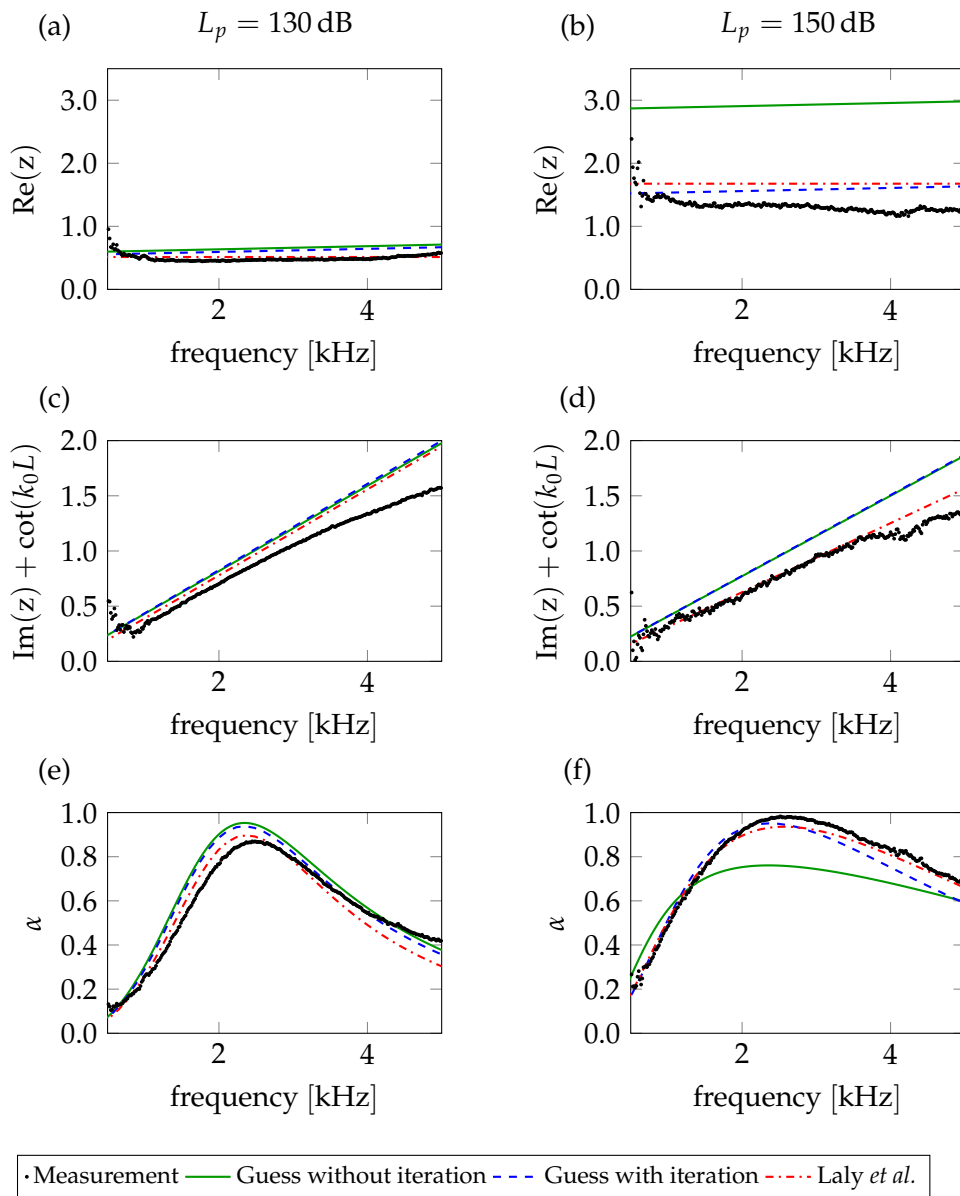 (a) L_p = 130 dB
(b) L_p = 150 dB
Re(z)
3.0
2.0
1.0
0.0
2 4
frequency [kHz]
Re(z)
3.0
2.0
1.0
0.0
2 4
frequency [kHz]
(c)
Im(z) + cot(k_0L)
2.0
1.5
1.0
0.5
0.0
2 4
frequency [kHz]
(d)
Im(z) + cot(k_0L)
2.0
1.5
1.0
0.5
0.0
2 4
frequency [kHz]
(e)
α
1.0
0.8
0.6
0.4
0.2
0.0
2 4
frequency [kHz]
(f)
α
1.0
0.8
0.6
0.4
0.2
0.0
2 4
frequency [kHz]
Measurement Guess without iteration Guess with iteration Laly et al.